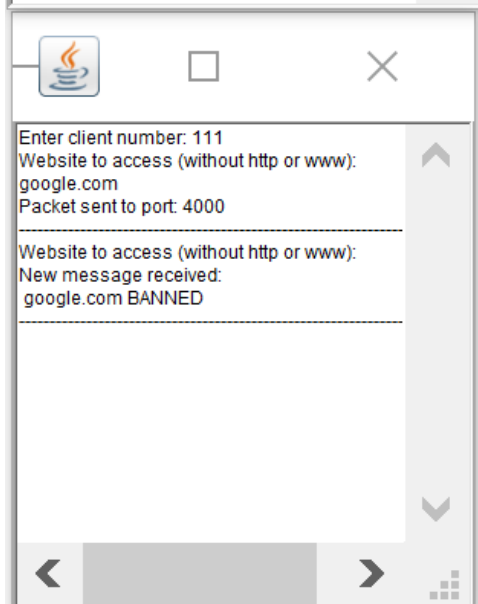 Enter client number: 111
Website to access (without http or www):
google.com
Packet sent to port: 4000
------------------------------------------------------------------------
Website to access (without http or www):
New message received:
google.com BANNED
------------------------------------------------------------------------